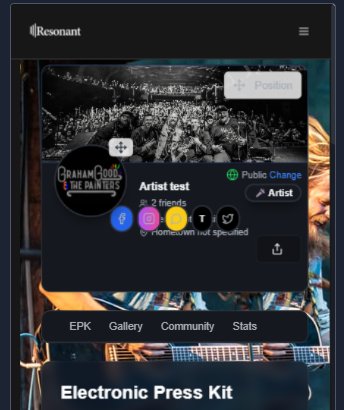 Resonant
Position
GRAHAM GOOD
& THE PAINTERS
Public Change
Artist test
Artist
2 friends
T
Hometown not specified
EPK Gallery Community Stats
Electronic Press Kit